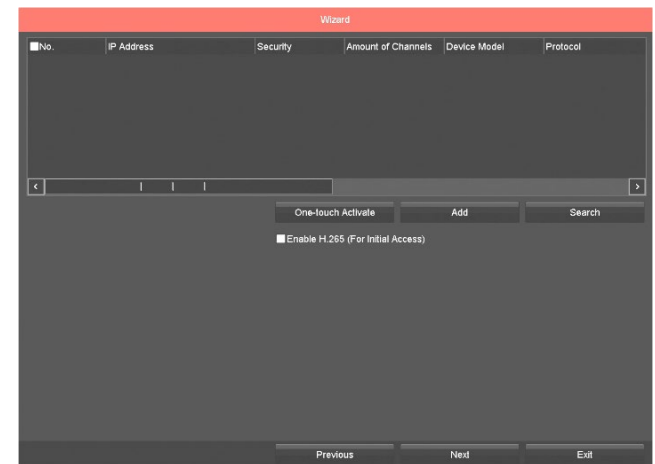 Wizard
No. IP Address Security Amount of Channels Device Model Protocol
One-touch Activate Add Search
Enable H.265 (For Initial Access)
Previous Next Exit